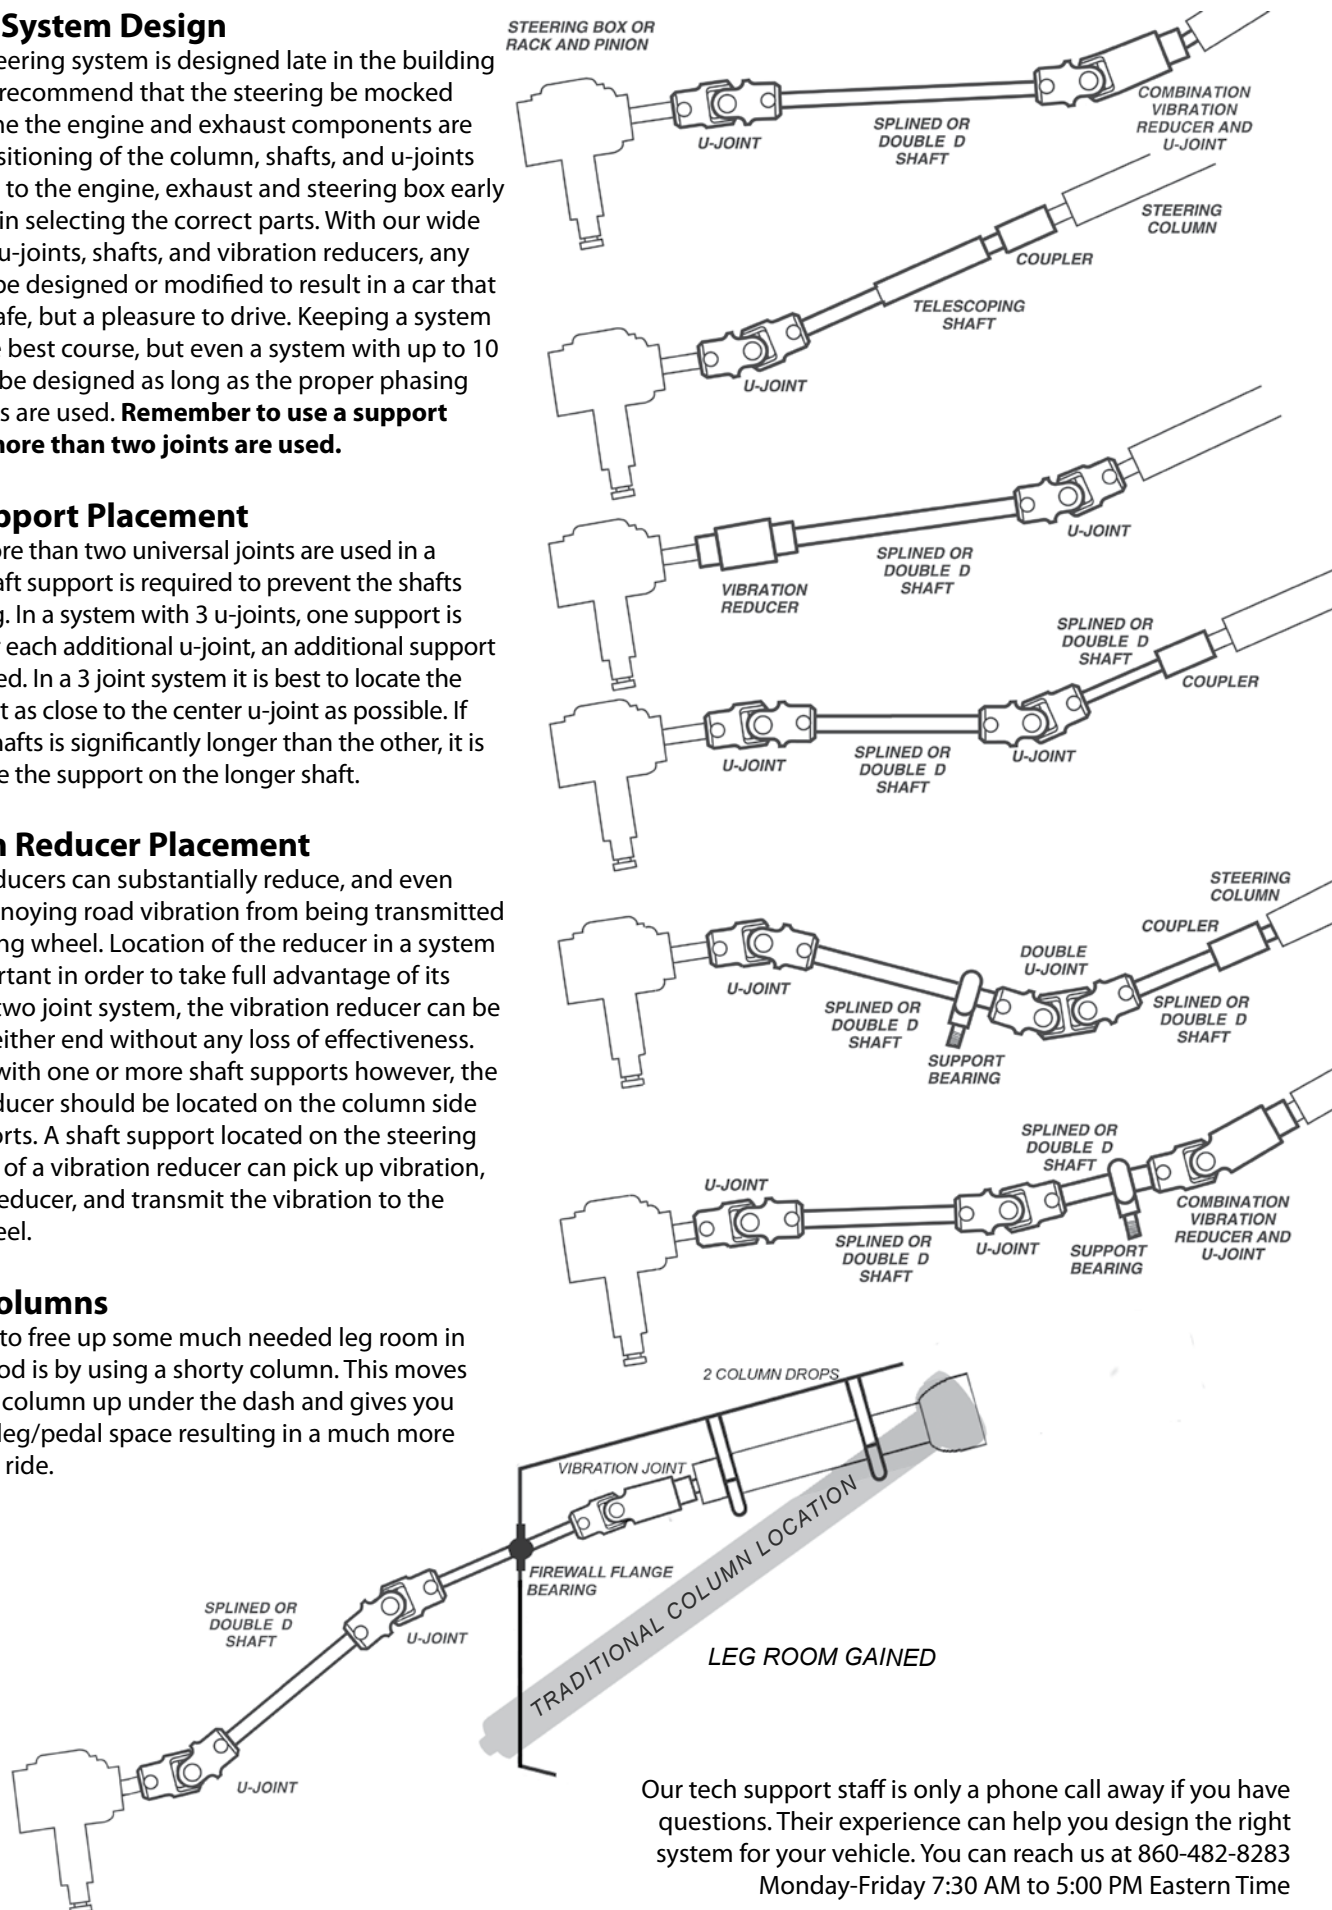 System Design
eering system is designed late in the building
recommend that the steering be mocked
ne the engine and exhaust components are
sitioning of the column, shafts, and u-joints
to the engine, exhaust and steering box early
in selecting the correct parts. With our wide
u-joints, shafts, and vibration reducers, any
be designed or modified to result in a car that
afe, but a pleasure to drive. Keeping a system
best course, but even a system with up to 10
be designed as long as the proper phasing
s are used. Remember to use a support
more than two joints are used.
pport Placement
ore than two universal joints are used in a
aft support is required to prevent the shafts
g. In a system with 3 u-joints, one support is
each additional u-joint, an additional support
ed. In a 3 joint system it is best to locate the
t as close to the center u-joint as possible. If
hafts is significantly longer than the other, it is
e the support on the longer shaft.
n Reducer Placement
ducers can substantially reduce, and even
nnoying road vibration from being transmitted
ng wheel. Location of the reducer in a system
rtant in order to take full advantage of its
two joint system, the vibration reducer can be
either end without any loss of effectiveness.
with one or more shaft supports however, the
ducer should be located on the column side
orts. A shaft support located on the steering
of a vibration reducer can pick up vibration,
educer, and transmit the vibration to the
eel.
olumns
to free up some much needed leg room in
od is by using a shorty column. This moves
column up under the dash and gives you
leg/pedal space resulting in a much more
ride.
STEERING BOX OR
RACK AND PINION
U-JOINT
SPLINED OR
DOUBLE D
SHAFT
COMBINATION
VIBRATION
REDUCER AND
U-JOINT
STEERING
COLUMN
COUPLER
TELESCOPING
SHAFT
U-JOINT
U-JOINT
SPLINED OR
DOUBLE D
SHAFT
VIBRATION
REDUCER
SPLINED OR
DOUBLE D
SHAFT
COUPLER
U-JOINT
SPLINED OR
DOUBLE D
SHAFT
U-JOINT
STEERING
COLUMN
COUPLER
DOUBLE
U-JOINT
U-JOINT
SPLINED OR
DOUBLE D
SHAFT
SPLINED OR
DOUBLE D
SHAFT
SUPPORT
BEARING
SPLINED OR
DOUBLE D
SHAFT
U-JOINT
SPLINED OR
DOUBLE D
SHAFT
U-JOINT
SUPPORT
BEARING
COMBINATION
VIBRATION
REDUCER AND
U-JOINT
2 COLUMN DROPS
VIBRATION JOINT
FIREWALL FLANGE
BEARING
TRADITIONAL COLUMN LOCATION
SPLINED OR
DOUBLE D
SHAFT
U-JOINT
LEG ROOM GAINED
U-JOINT
Our tech support staff is only a phone call away if you have
questions. Their experience can help you design the right
system for your vehicle. You can reach us at 860-482-8283
Monday-Friday 7:30 AM to 5:00 PM Eastern Time